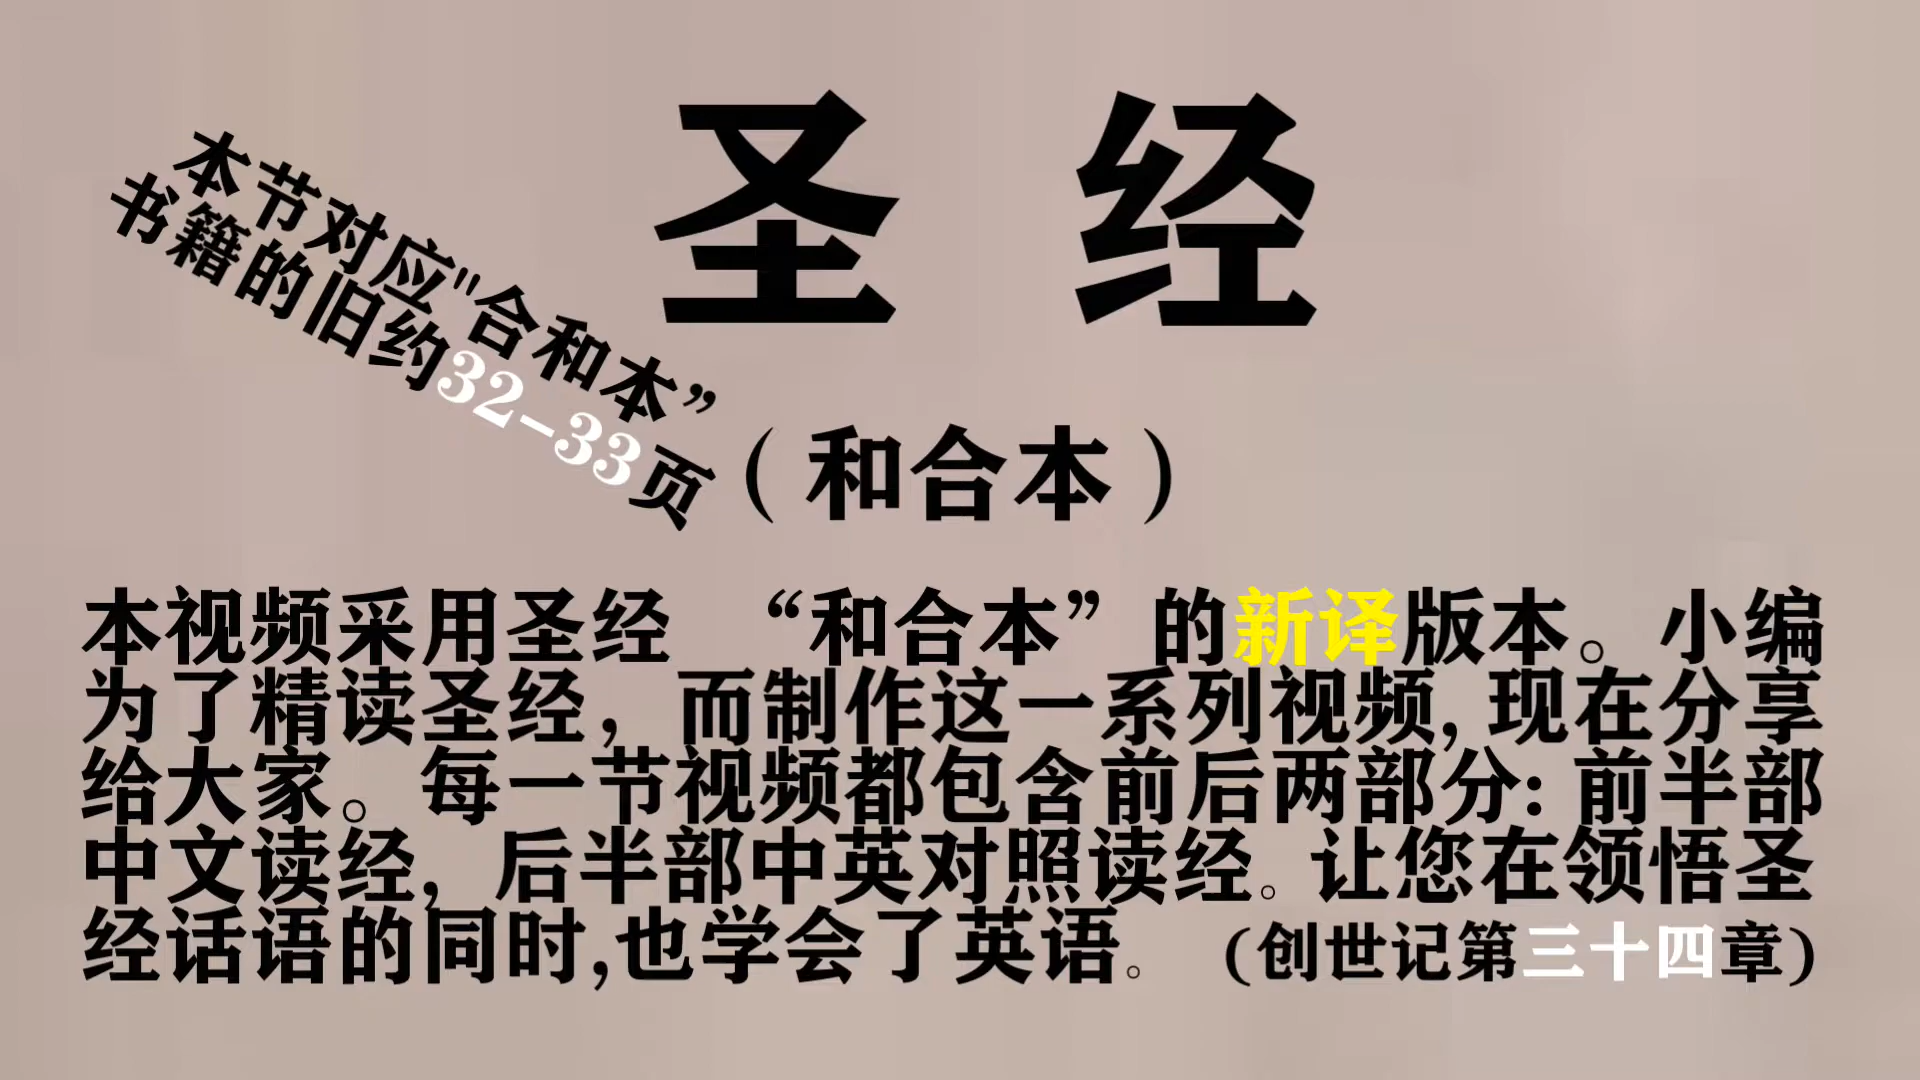 圣 经
本节对应"合和本”
书籍的旧约32-33页
（和合本）
本视频采用圣经 “和合本” 的新译版本。小编
为了精读圣经，而制作这一系列视频,现在分享
给大家。每一节视频都包含前后两部分:前半部
中文读经，后半部中英对照读经。让您在领悟圣
经话语的同时,也学会了英语。 (创世记第三十四章)